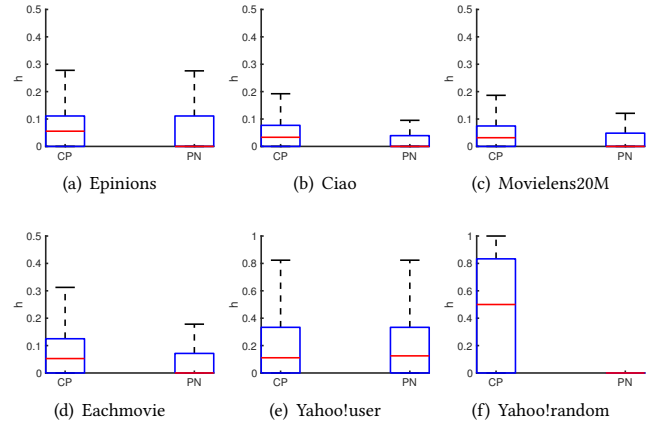 0.5
0.4
0.3
0.2
0.1
0
h
CP
PN
(a) Epinions
0.5
0.4
0.3
0.2
0.1
0
h
CP
PN
(b) Ciao
0.5
0.4
0.3
0.2
0.1
0
h
CP
PN
(c) Movielens20M
0.5
0.4
0.3
0.2
0.1
0
h
CP
PN
(d) Eachmovie
1
0.8
0.6
0.4
0.2
0
h
CP
PN
(e) Yahoo!user
1
0.8
0.6
0.4
0.2
0
h
CP
PN
(f) Yahoo!random